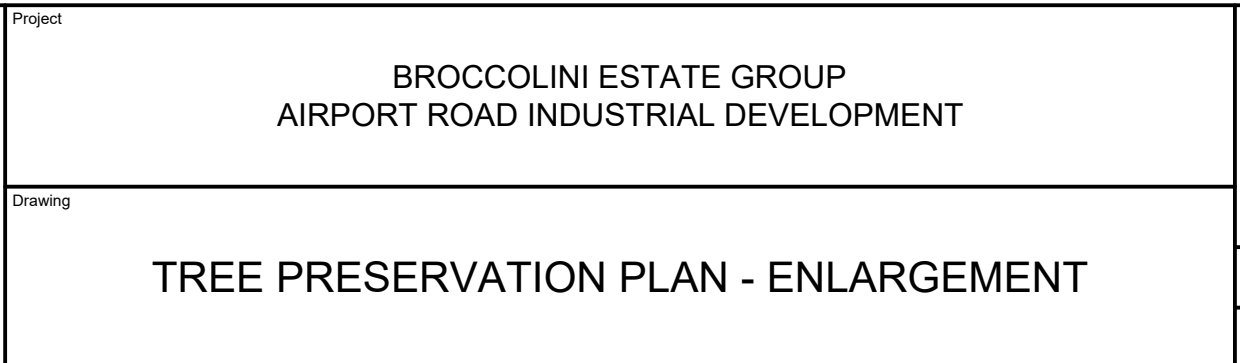 Project
BROCCOLINI ESTATE GROUP
AIRPORT ROAD INDUSTRIAL DEVELOPMENT
Drawing
TREE PRESERVATION PLAN - ENLARGEMENT